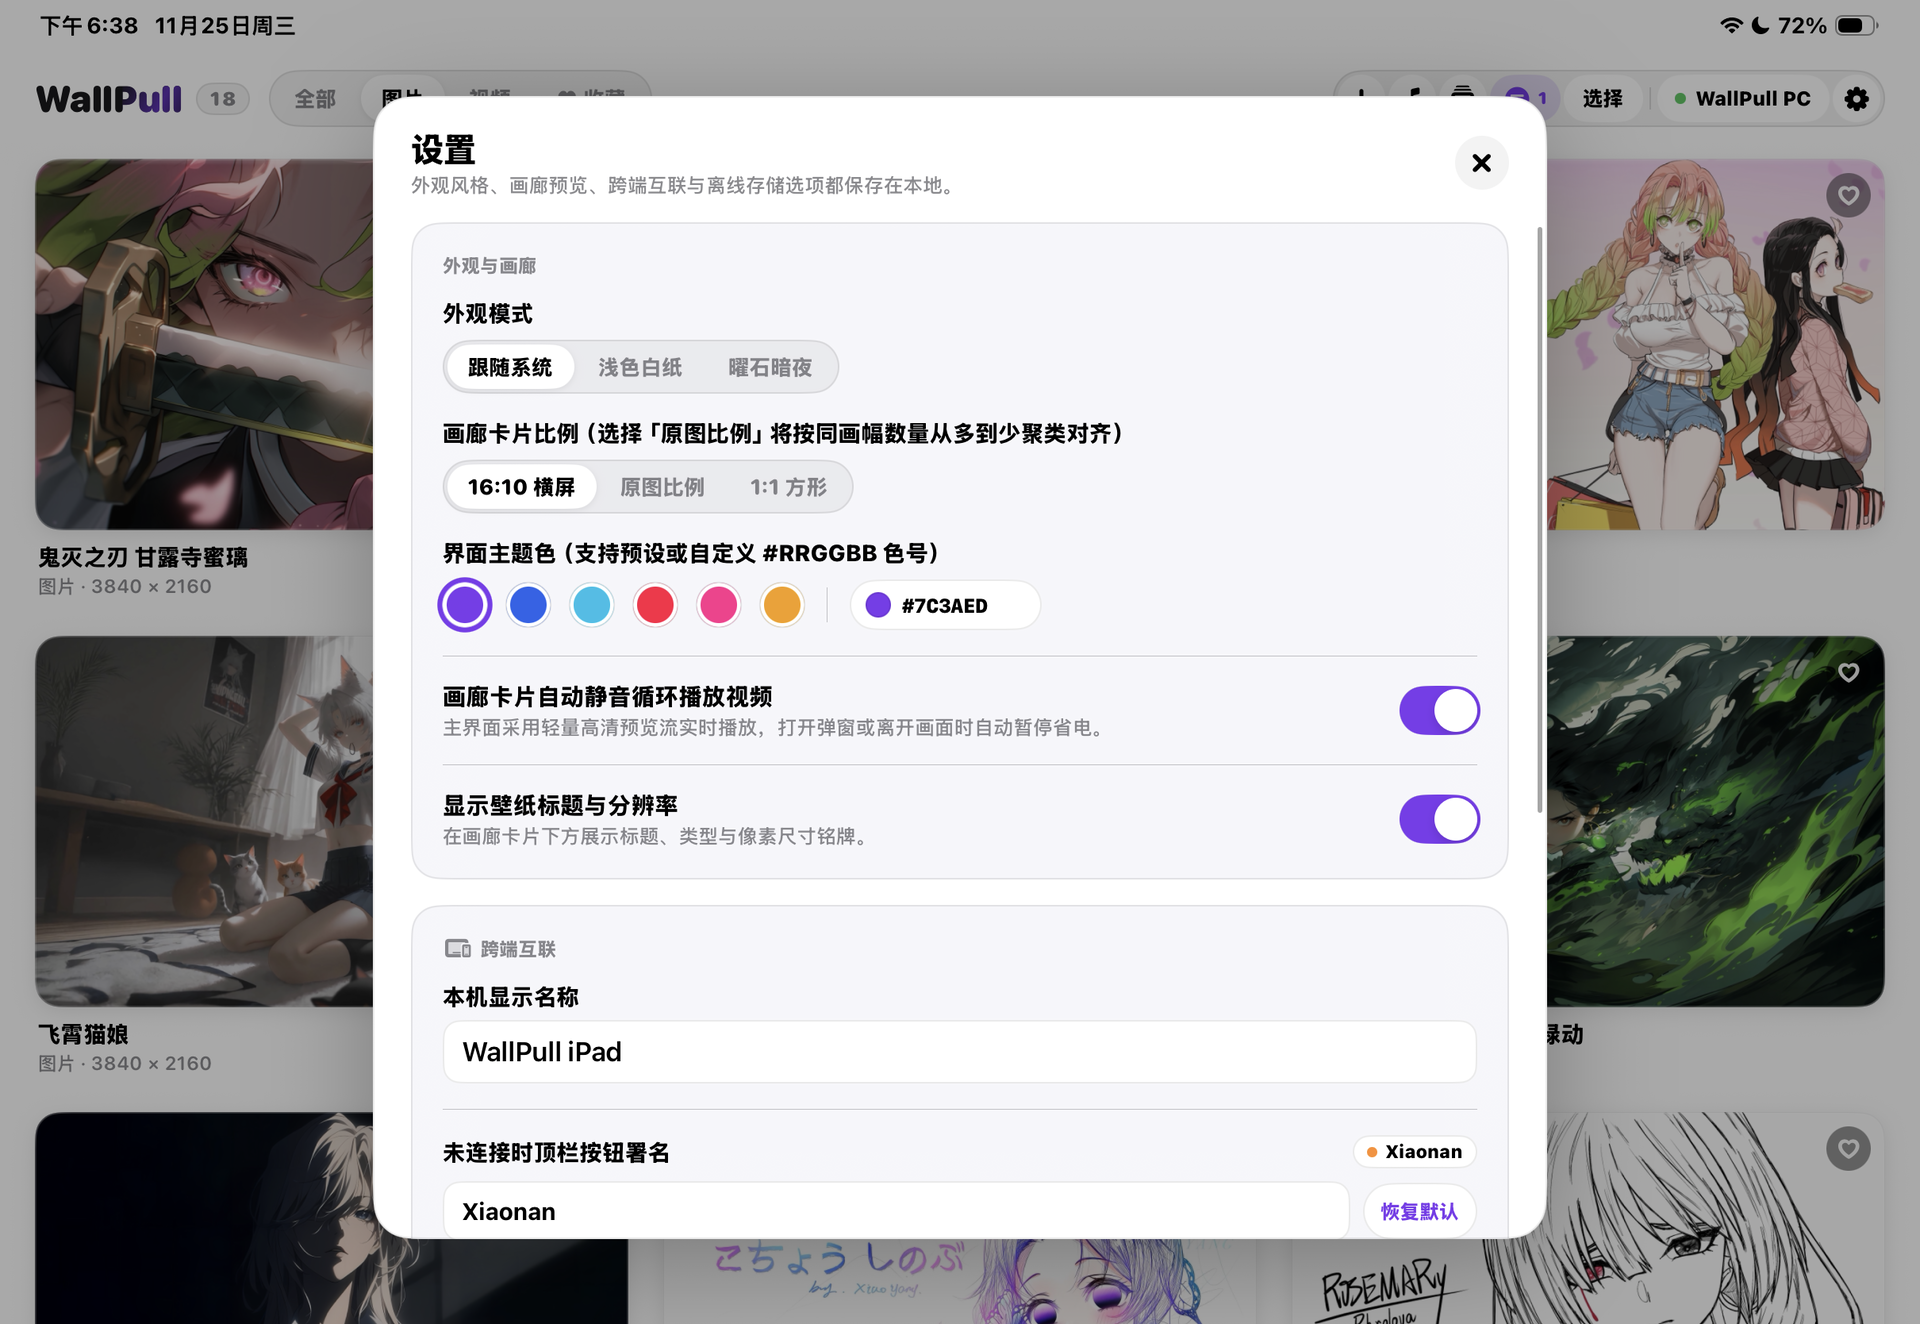 下午6:38 11月25日周三
72%
WallPull 18
全部 图片 视频 收藏
1 选择 WallPull PC
设置
外观风格、画廊预览、跨端互联与离线存储选项都保存在本地。
外观与画廊
外观模式
跟随系统 浅色白纸 曜石暗夜
画廊卡片比例（选择「原图比例」将按同画幅数量从多到少聚类对齐）
16:10 横屏 原图比例 1:1 方形
界面主题色（支持预设或自定义 #RRGGBB 色号）
#7C3AED
画廊卡片自动静音循环播放视频
主界面采用轻量高清预览流实时播放，打开弹窗或离开画面时自动暂停省电。
显示壁纸标题与分辨率
在画廊卡片下方展示标题、类型与像素尺寸铭牌。
跨端互联
本机显示名称
WallPull iPad
未连接时顶栏按钮署名
Xiaonan
Xiaonan
恢复默认
鬼灭之刃 甘露寺蜜璃
图片 · 3840 × 2160
飞霄猫娘
图片 · 3840 × 2160
绿动
こちょうしのぶ
by. Xiao Yang.
ROSEMARY